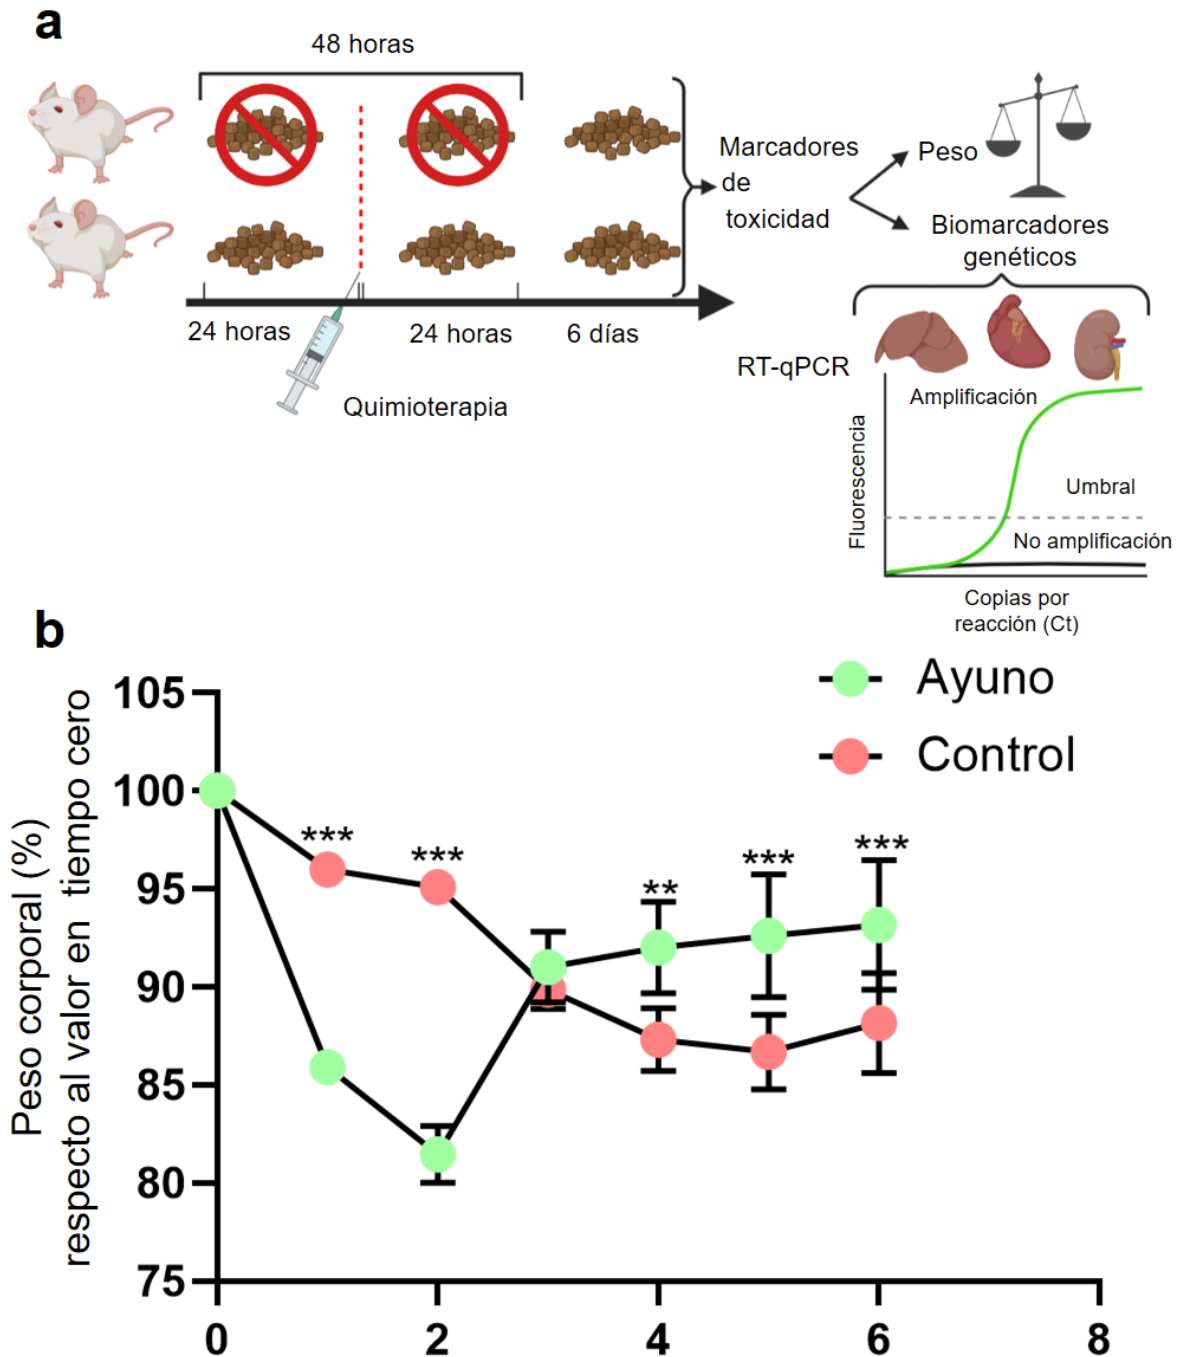 a
48 horas
Marcadores
de
toxicidad
Peso
Biomarcadores
genéticos
24 horas
24 horas
6 días
Quimioterapia
RT-qPCR
Amplificación
Fluorescencia
Umbral
No amplificación
Copias por
reacción (Ct)
b
Ayuno
Control
Peso corporal (%)
respecto al valor en tiempo cero
105
100
95
90
85
80
75
***
***
**
***
***
0 2 4 6 8